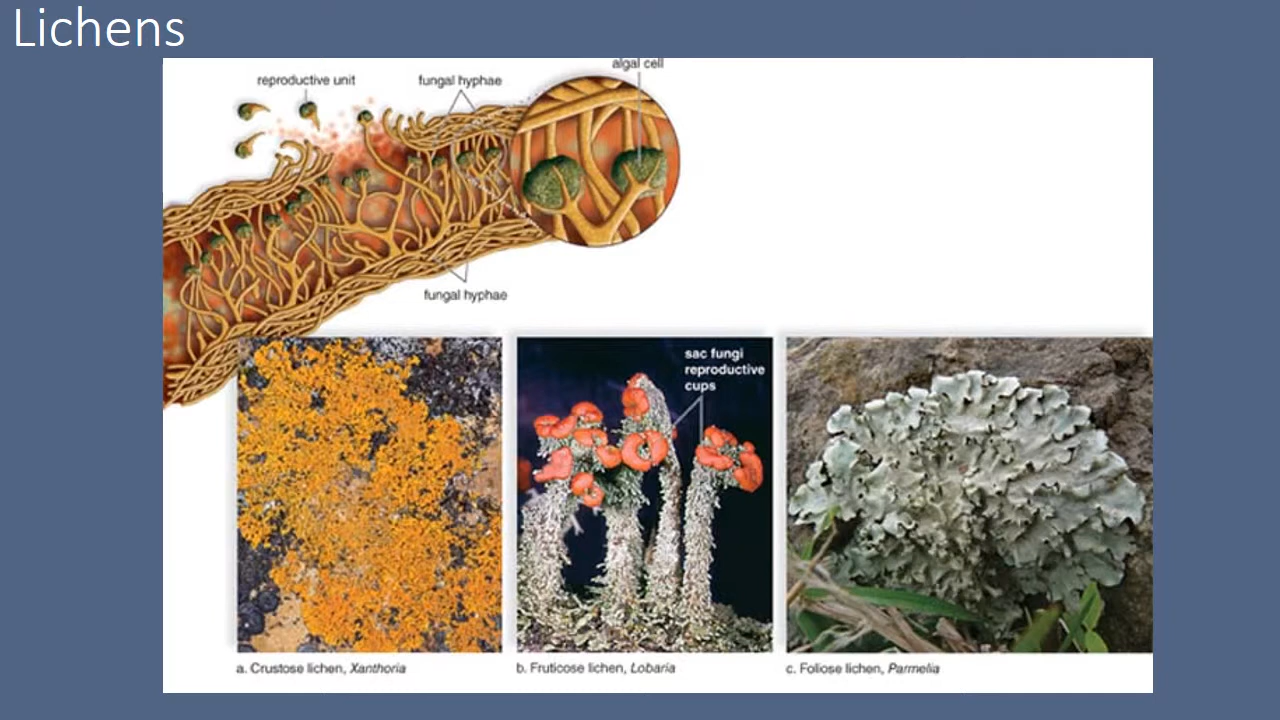 Lichens
algal cell
reproductive unit
fungal hyphae
fungal hyphae
sac fungi
reproductive
cups
a. Crustose lichen, Xanthoria
b. Fruticose lichen, Lobaria
c. Foliose lichen, Parmelia